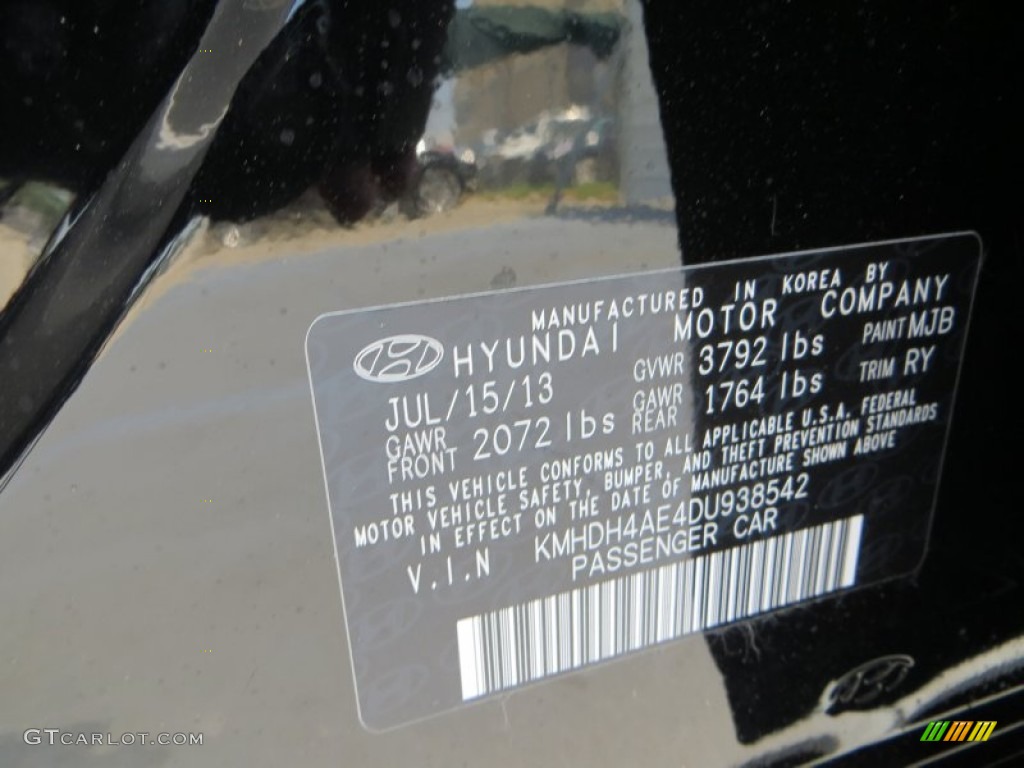 MANUFACTURED IN KOREA BY
HYUNDAI MOTOR COMPANY
JUL/15/13 GVWR 3792 lbs PAINT MJB
GAWR FRONT 2072 lbs GAWR REAR 1764 lbs TRIM RY
THIS VEHICLE CONFORMS TO ALL APPLICABLE U.S.A. FEDERAL
MOTOR VEHICLE SAFETY, BUMPER, AND THEFT PREVENTION STANDARDS
IN EFFECT ON THE DATE OF MANUFACTURE SHOWN ABOVE
V.I.N KMHDH4AE4DU938542
PASSENGER CAR
GTCARLOT.COM